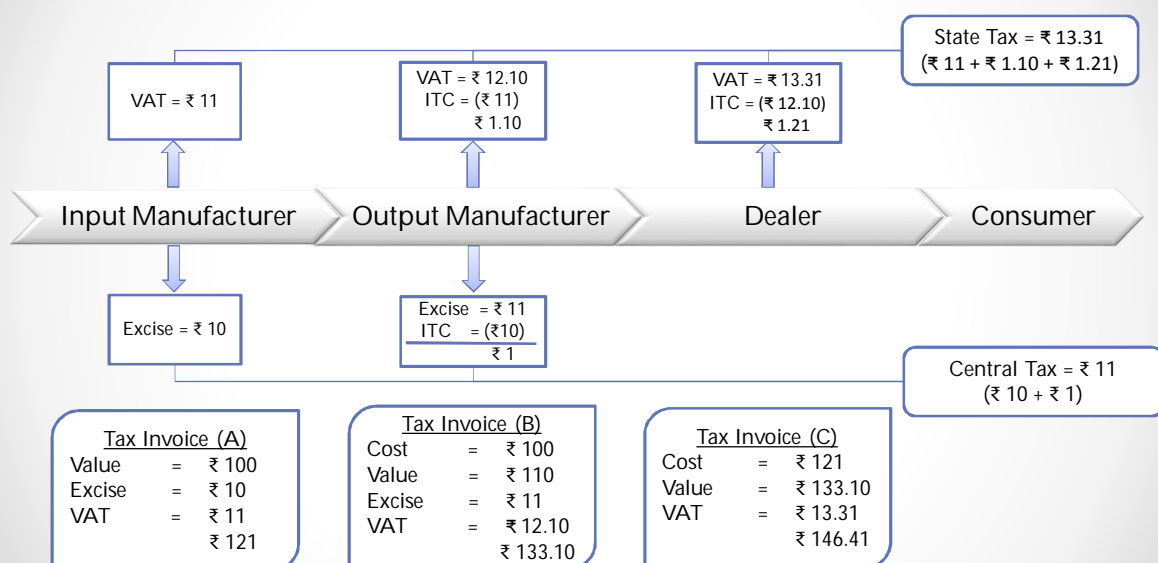 State Tax = ₹ 13.31
(₹ 11 + ₹ 1.10 + ₹ 1.21)
VAT = ₹ 11
VAT = ₹ 12.10
ITC = (₹ 11)
₹ 1.10
VAT = ₹ 13.31
ITC = (₹ 12.10)
₹ 1.21
Input Manufacturer
Output Manufacturer
Dealer
Consumer
Excise = ₹ 10
Excise = ₹ 11
ITC = (₹10)
₹ 1
Central Tax = ₹ 11
(₹ 10 + ₹ 1)
Tax Invoice (A)
Value = ₹ 100
Excise = ₹ 10
VAT = ₹ 11
₹ 121
Tax Invoice (B)
Cost = ₹ 100
Value = ₹ 110
Excise = ₹ 11
VAT = ₹ 12.10
₹ 133.10
Tax Invoice (C)
Cost = ₹ 121
Value = ₹ 133.10
VAT = ₹ 13.31
₹ 146.41